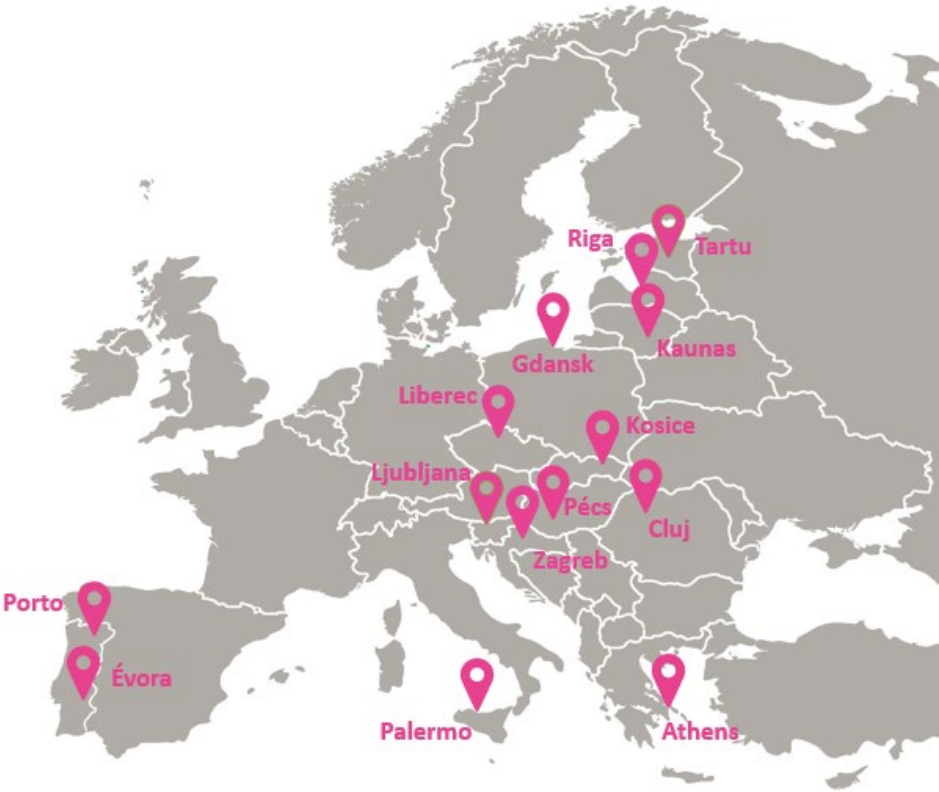 Riga
Tartu
Kaunas
Gdansk
Liberec
Kosice
Ljubljana
Pécs
Cluj
Zagreb
Porto
Évora
Palermo
Athens